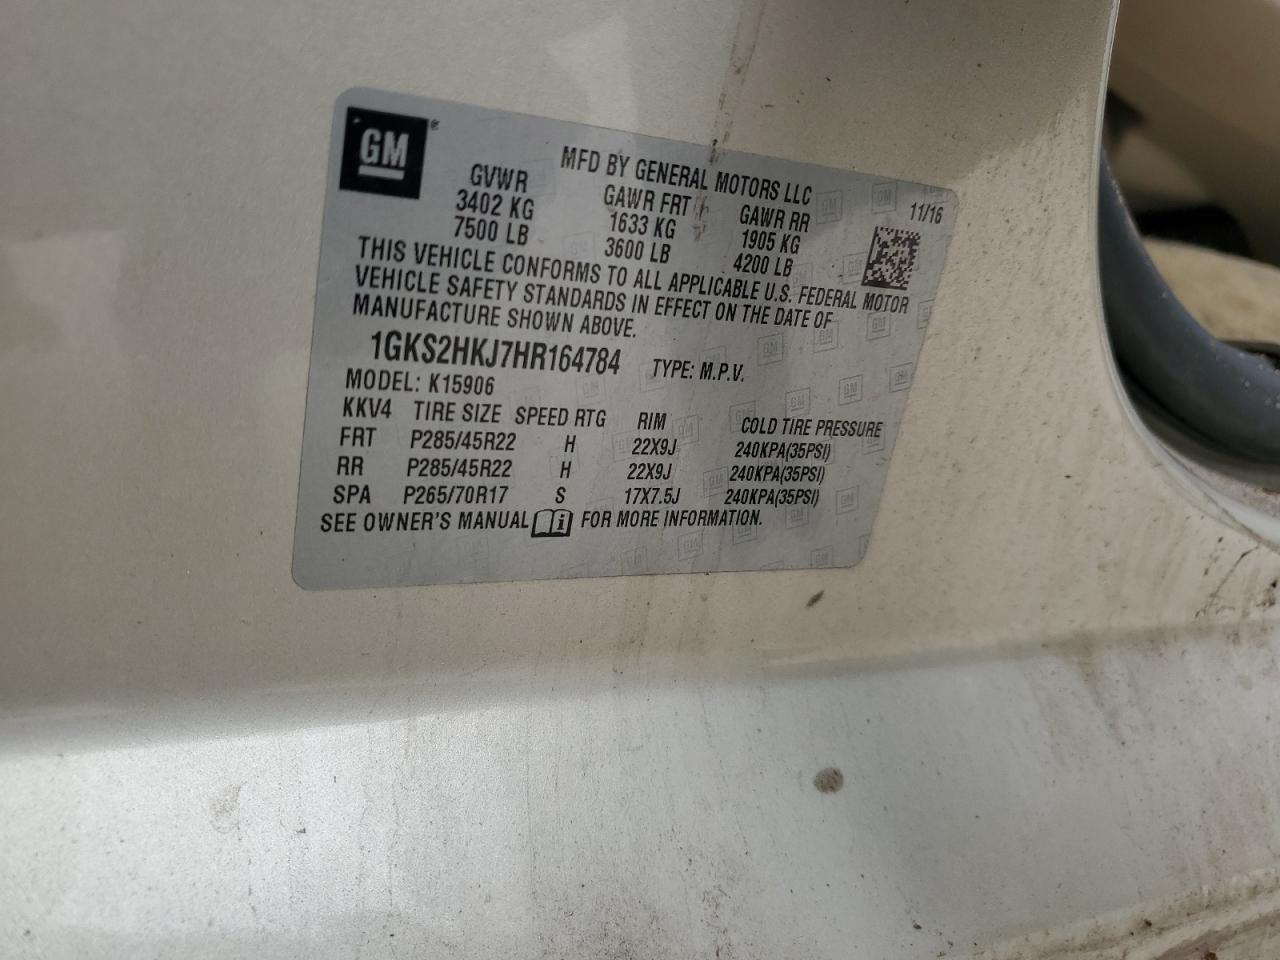 GM®
MFD BY GENERAL MOTORS LLC
11/16
GVWR GAWR FRT GAWR RR
3402 KG 1633 KG 1905 KG
7500 LB 3600 LB 4200 LB
THIS VEHICLE CONFORMS TO ALL APPLICABLE U.S. FEDERAL MOTOR
VEHICLE SAFETY STANDARDS IN EFFECT ON THE DATE OF
MANUFACTURE SHOWN ABOVE.
1GKS2HKJ7HR164784 TYPE: M.P.V.
MODEL: K15906
KKV4 TIRE SIZE SPEED RTG RIM COLD TIRE PRESSURE
FRT P285/45R22 H 22X9J 240KPA(35PSI)
RR P285/45R22 H 22X9J 240KPA(35PSI)
SPA P265/70R17 S 17X7.5J 240KPA(35PSI)
SEE OWNER'S MANUAL i FOR MORE INFORMATION.